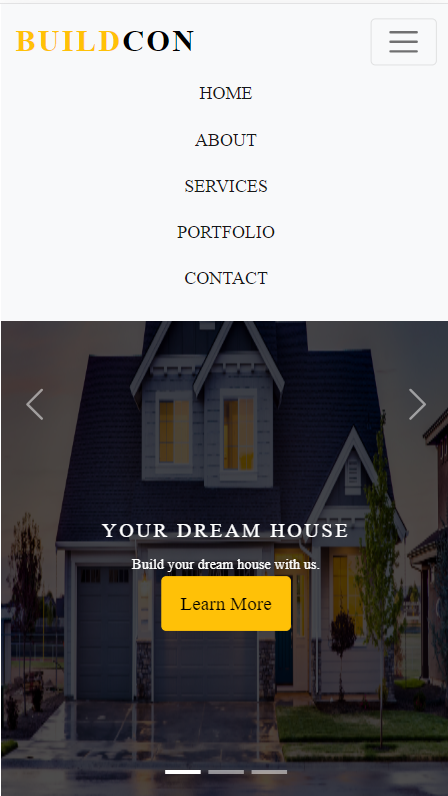 BUILDCON
HOME
ABOUT
SERVICES
PORTFOLIO
CONTACT
YOUR DREAM HOUSE
Build your dream house with us.
Learn More